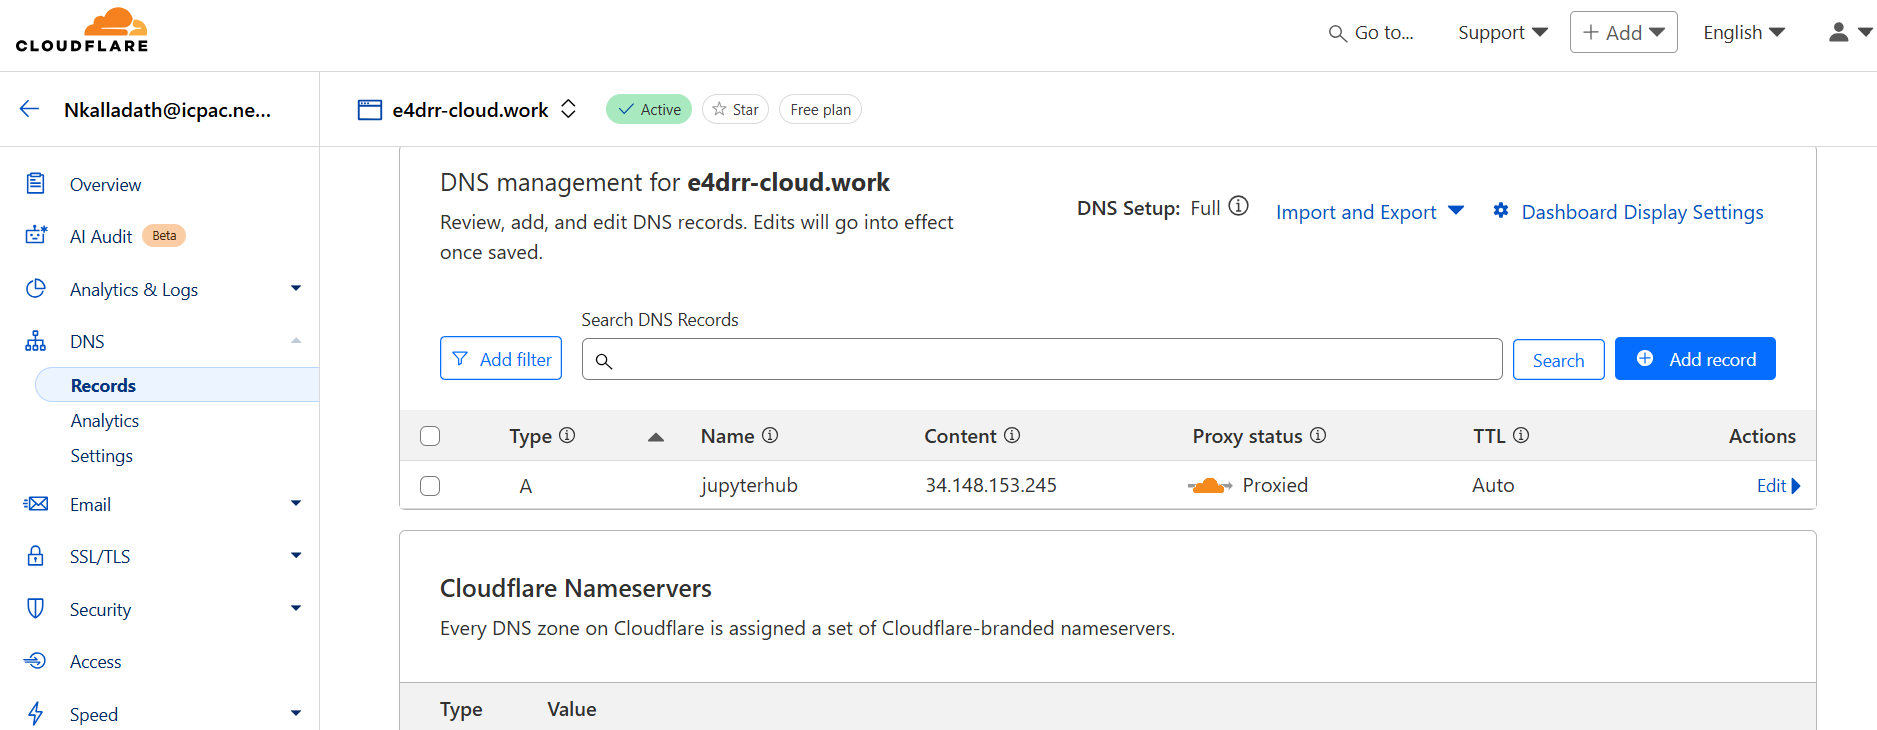 CLOUDFLARE
Go to...
Support
Add
English
Nkalladath@icpac.ne...
e4drr-cloud.work
Active
Star
Free plan
Overview
AI Audit Beta
Analytics & Logs
DNS
Records
Analytics
Settings
Email
SSL/TLS
Security
Access
Speed
DNS management for e4drr-cloud.work
Review, add, and edit DNS records. Edits will go into effect
once saved.
DNS Setup: Full
Import and Export
Dashboard Display Settings
Search DNS Records
Add filter
Search
Add record
Type Name Content Proxy status TTL Actions
A jupyterhub 34.148.153.245 Proxied Auto Edit
Cloudflare Nameservers
Every DNS zone on Cloudflare is assigned a set of Cloudflare-branded nameservers.
Type Value